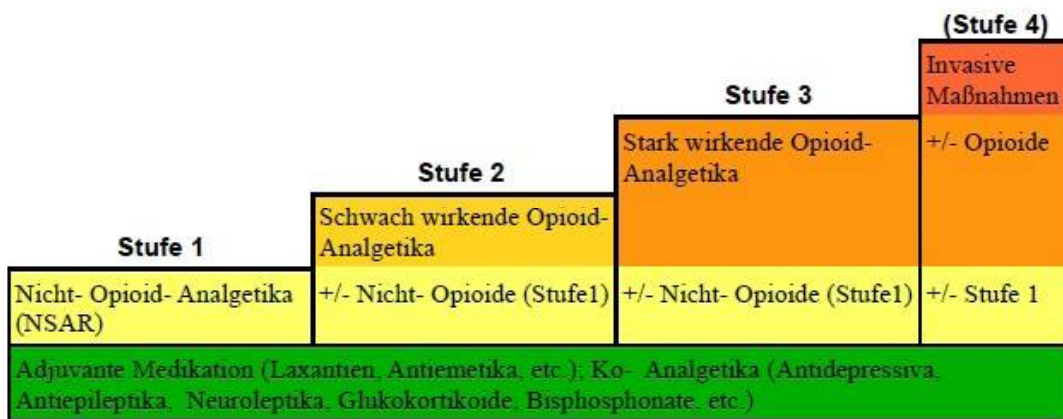 Stufe 1
Nicht- Opioid- Analgetika
(NSAR)
Stufe 2
Schwach wirkende Opioid-
Analgetika
+/- Nicht- Opioide (Stufe1)
Stufe 3
Stark wirkende Opioid-
Analgetika
+/- Nicht- Opioide (Stufe1)
(Stufe 4)
Invasive
Maßnahmen
+/- Opioide
+/- Stufe 1
Adjuvante Medikation (Laxantien, Antiemetika, etc.); Ko- Analgetika (Antidepressiva,
Antiepileptika, Neuroleptika, Glukokortikoide, Bisphosphonate, etc.)